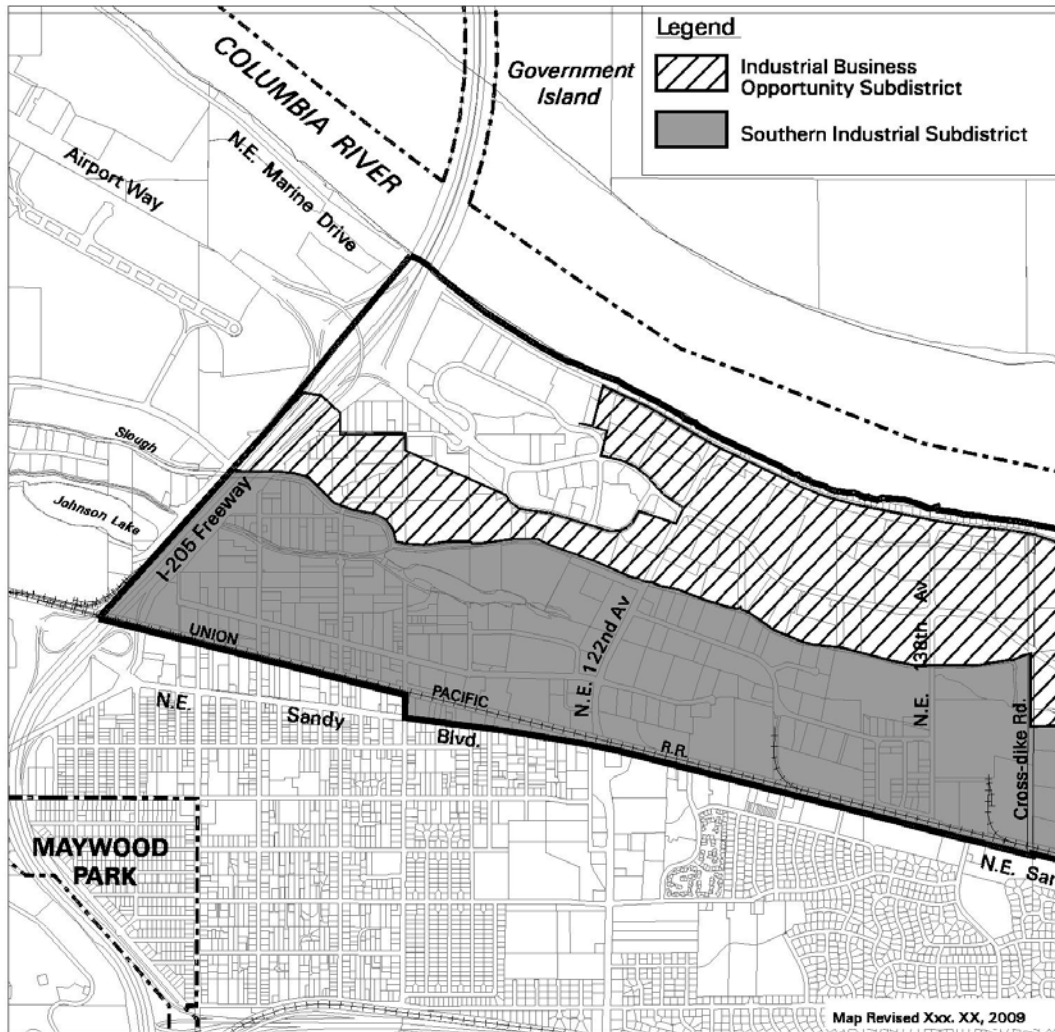 Legend
Industrial Business
Opportunity Subdistrict
Southern Industrial Subdistrict
Government
Island
COLUMBIA RIVER
N.E. Marine Drive
Airport Way
Slough
Johnson Lake
I-205 Freeway
UNION
PACIFIC
R.R.
N.E. 122nd Av
N.E. 138th Av
Cross-dike Rd.
N.E.
Sandy
Blvd.
N.E. San
MAYWOOD
PARK
Map Revised Xxx. XX, 2009